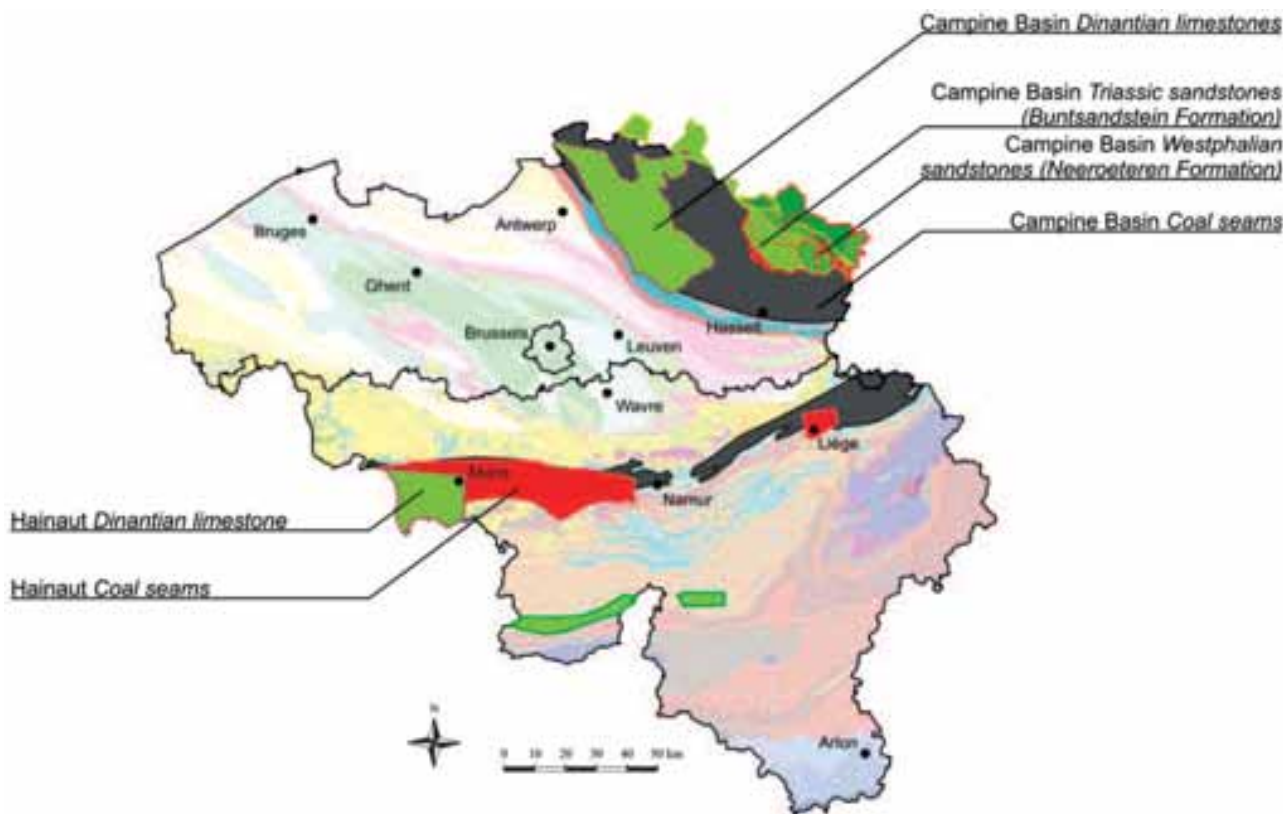 Campine Basin Dinantian limestones
Campine Basin Triassic sandstones
(Buntsandstein Formation)
Campine Basin Westphalian
sandstones (Neeroeteren Formation)
Campine Basin Coal seams
Bruges
Antwerp
Ghent
Brussels
Leuven
Hasselt
Wavre
Liège
Mons
Namur
Hainaut Dinantian limestone
Hainaut Coal seams
N
Arlon
0 10 20 30 40 50 km